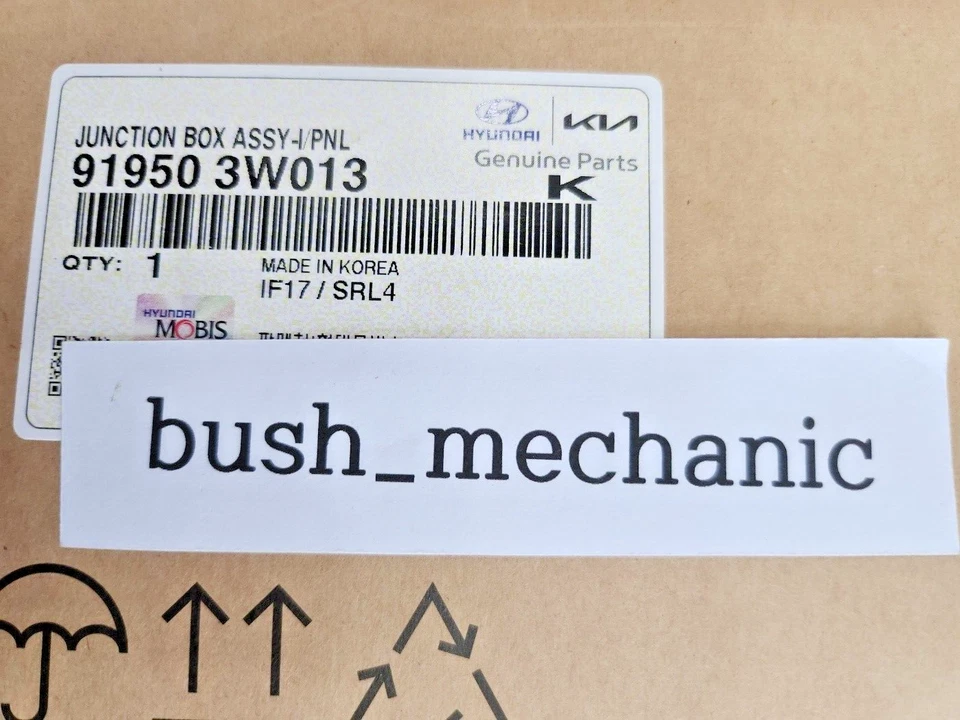 HYUNDAI KIA
JUNCTION BOX ASSY-I/PNL
Genuine Parts
91950 3W013
K
QTY: 1
MADE IN KOREA
IF17 / SRL4
HYUNDAI
MOBIS
bush_mechanic